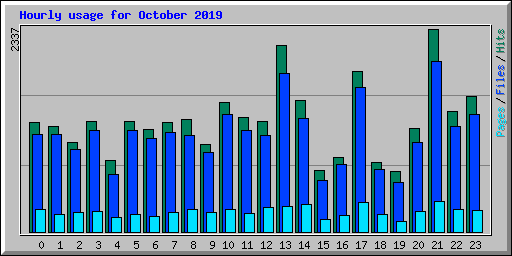 Hourly usage for October 2019
2337
Pages / Files / Hits
0 1 2 3 4 5 6 7 8 9 10 11 12 13 14 15 16 17 18 19 20 21 22 23